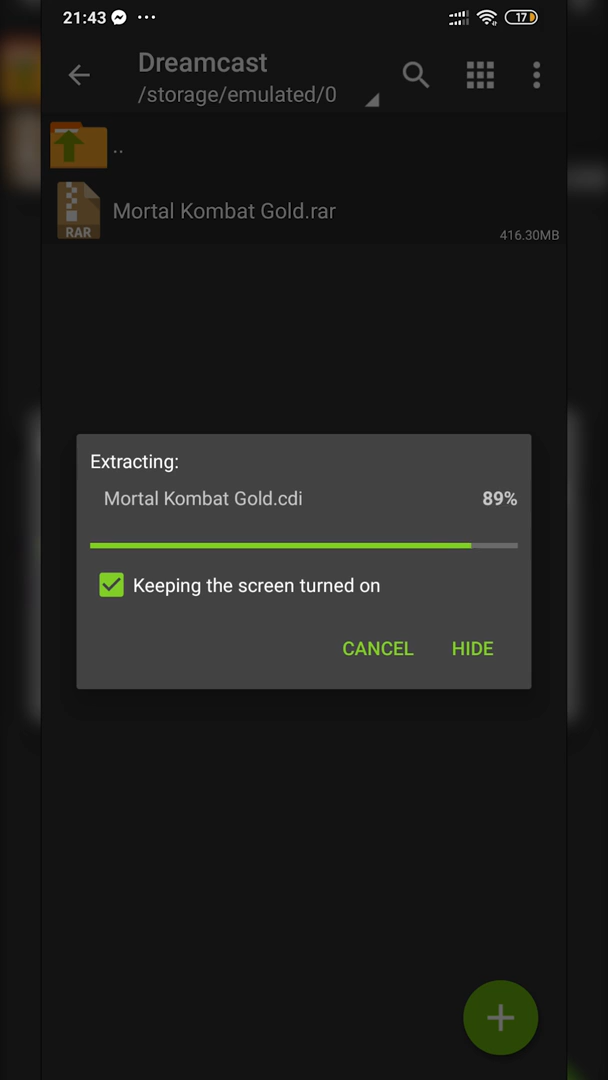 21:43 17
Dreamcast
/storage/emulated/0
..
Mortal Kombat Gold.rar
RAR
416.30MB
Extracting:
Mortal Kombat Gold.cdi 89%
Keeping the screen turned on
CANCEL HIDE